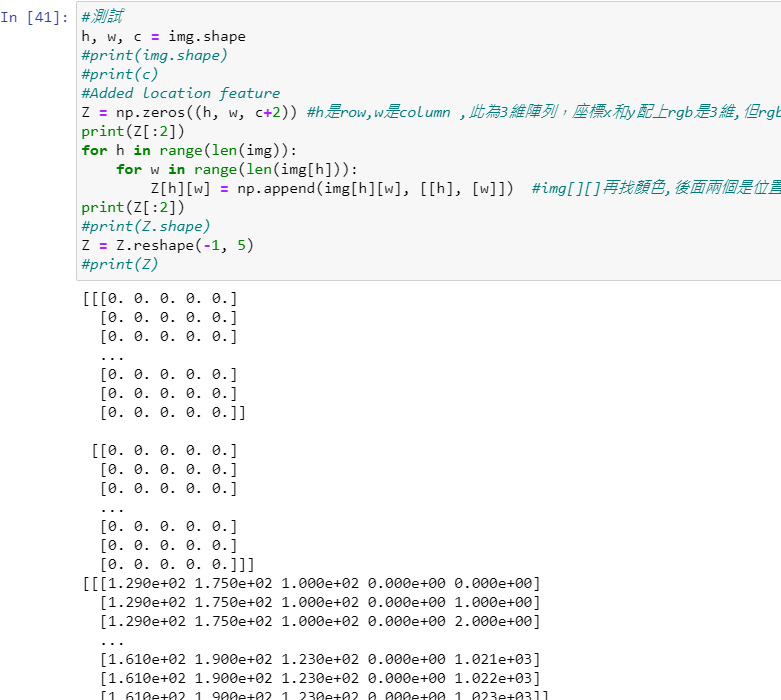 In [41]: #測試
h, w, c = img.shape
#print(img.shape)
#print(c)
#Added location feature
Z = np.zeros((h, w, c+2)) #h是row,w是column ,此為3維陣列，座標x和y配上rgb是3維,但rgb
print(Z[:2])
for h in range(len(img)):
    for w in range(len(img[h])):
        Z[h][w] = np.append(img[h][w], [[h], [w]])  #img[][]再找顏色,後面兩個是位置
print(Z[:2])
#print(Z.shape)
Z = Z.reshape(-1, 5)
#print(Z)
[[[0. 0. 0. 0. 0.]
  [0. 0. 0. 0. 0.]
  [0. 0. 0. 0. 0.]
  ...
  [0. 0. 0. 0. 0.]
  [0. 0. 0. 0. 0.]
  [0. 0. 0. 0. 0.]]
 [[0. 0. 0. 0. 0.]
  [0. 0. 0. 0. 0.]
  [0. 0. 0. 0. 0.]
  ...
  [0. 0. 0. 0. 0.]
  [0. 0. 0. 0. 0.]
  [0. 0. 0. 0. 0.]]]
[[[1.290e+02 1.750e+02 1.000e+02 0.000e+00 0.000e+00]
  [1.290e+02 1.750e+02 1.000e+02 0.000e+00 1.000e+00]
  [1.290e+02 1.750e+02 1.000e+02 0.000e+00 2.000e+00]
  ...
  [1.610e+02 1.900e+02 1.230e+02 0.000e+00 1.021e+03]
  [1.610e+02 1.900e+02 1.230e+02 0.000e+00 1.022e+03]
  [1.610e+02 1.900e+02 1.230e+02 0.000e+00 1.023e+03]]